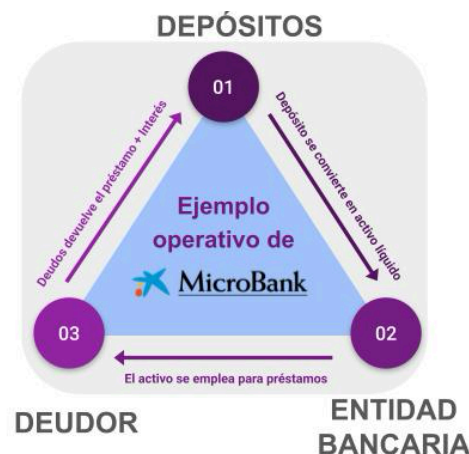 DEPÓSITOS
01
Depósito se convierte en activo líquido
Deudos devuelve el préstamo + Interés
Ejemplo
operativo de
MicroBank
03
02
El activo se emplea para préstamos
DEUDOR
ENTIDAD
BANCARIA